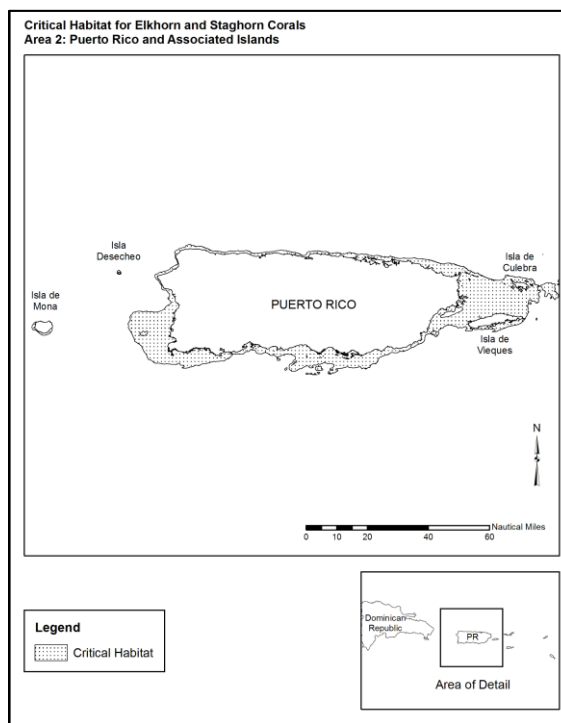 Critical Habitat for Elkhorn and Staghorn Corals
Area 2: Puerto Rico and Associated Islands
Isla
Desecheo
Isla de
Mona
PUERTO RICO
Isla de
Culebra
Isla de
Vieques
N
Nautical Miles
0 5 10 15 20 40 60
Legend
Critical Habitat
Dominican
Republic
PR
Area of Detail